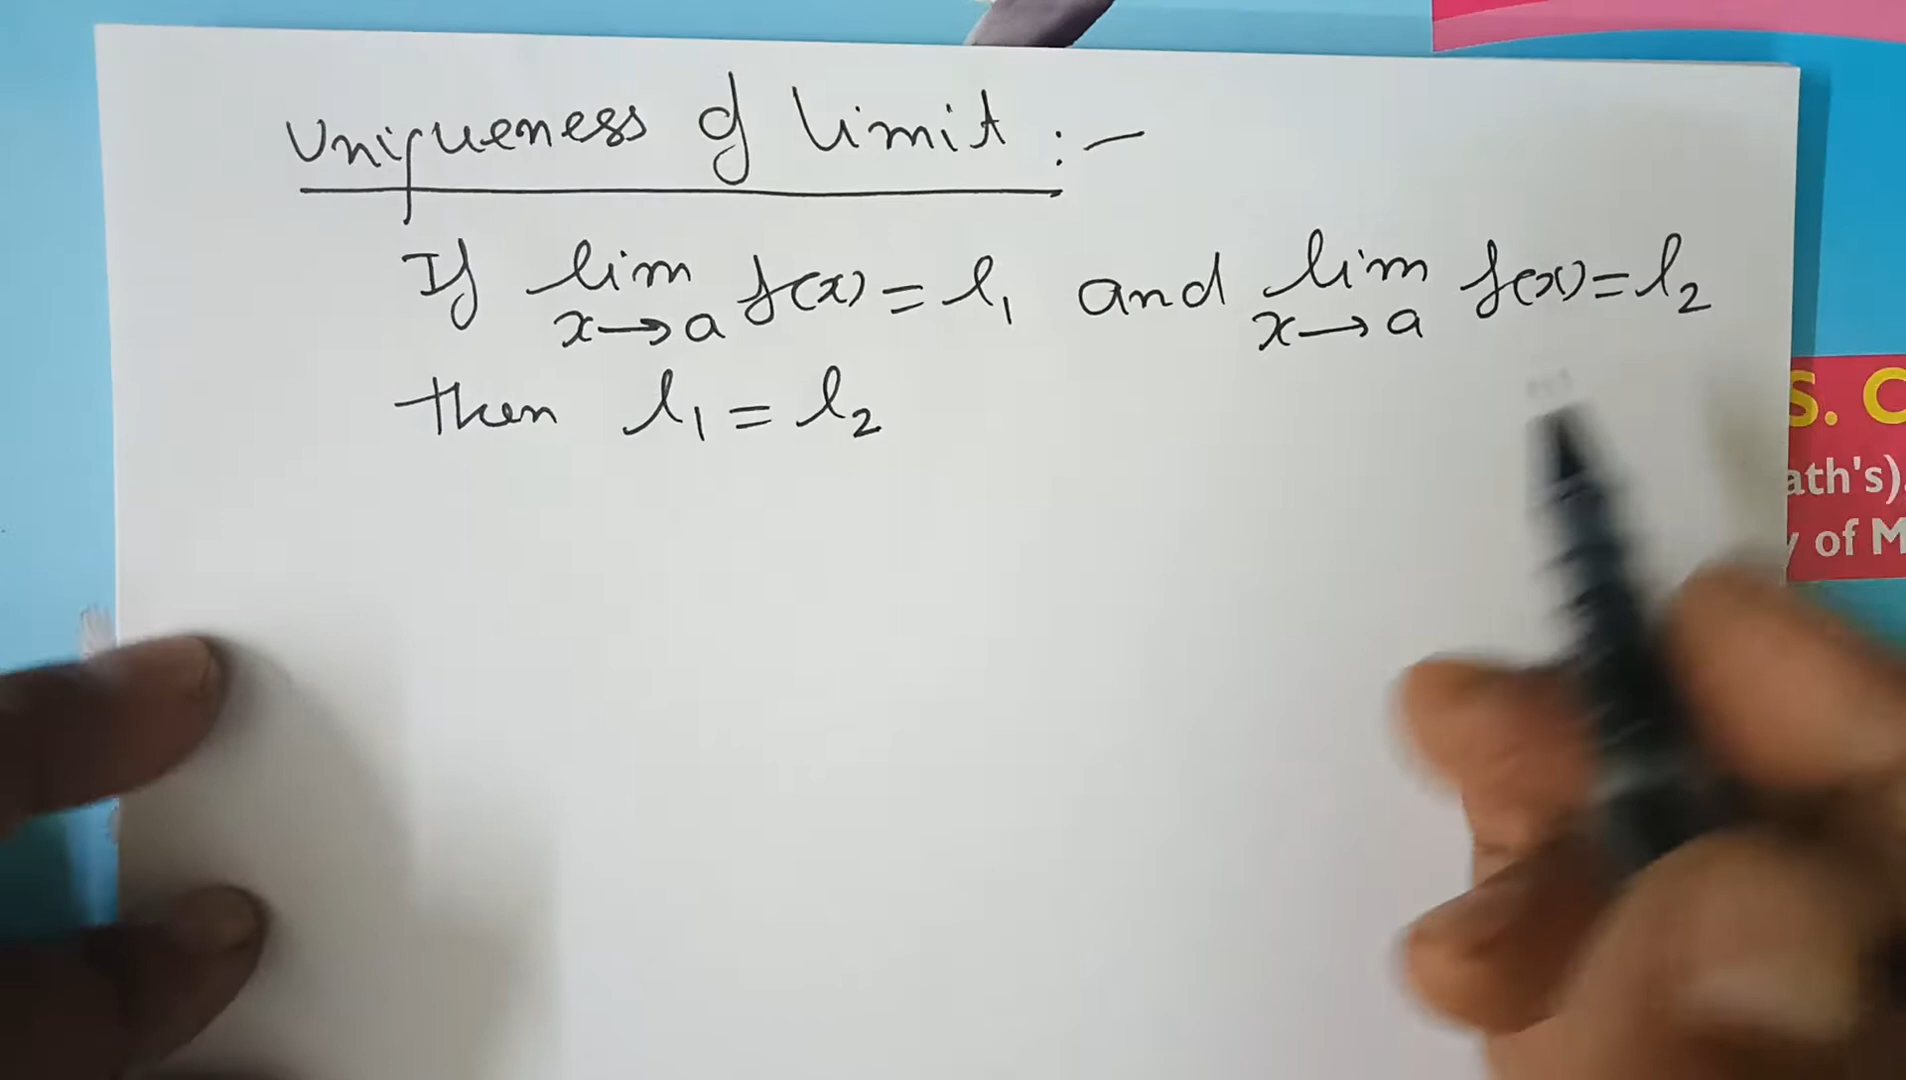 Uniqueness of limit :-
If lim f(x) = l₁ and lim f(x) = l₂
x→a x→a
then l₁ = l₂
S. C
ath's).
of M